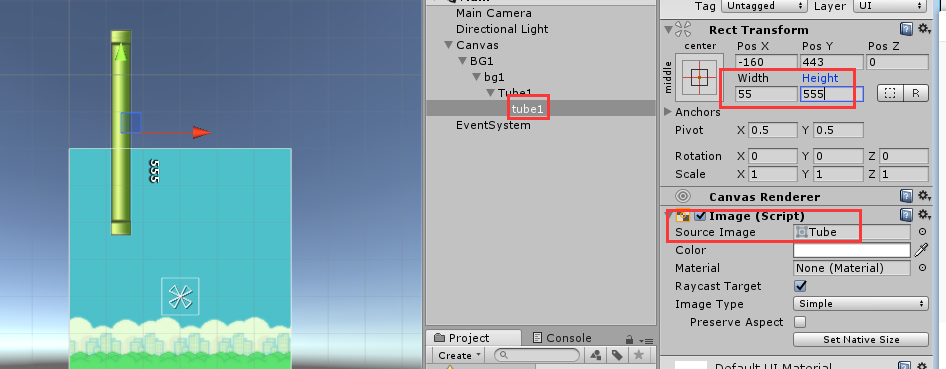 555
Main Camera
Directional Light
Canvas
BG1
bg1
Tube1
tube1
EventSystem
Project
Console
Create
Tag Untagged Layer UI
Rect Transform
center
middle
Pos X Pos Y Pos Z
-160 443 0
Width Height
55 555
R
Anchors
Pivot X 0.5 Y 0.5
Rotation X 0 Y 0 Z 0
Scale X 1 Y 1 Z 1
Canvas Renderer
Image (Script)
Source Image Tube
Color
Material None (Material)
Raycast Target
Image Type Simple
Preserve Aspect
Set Native Size
Default UI Material